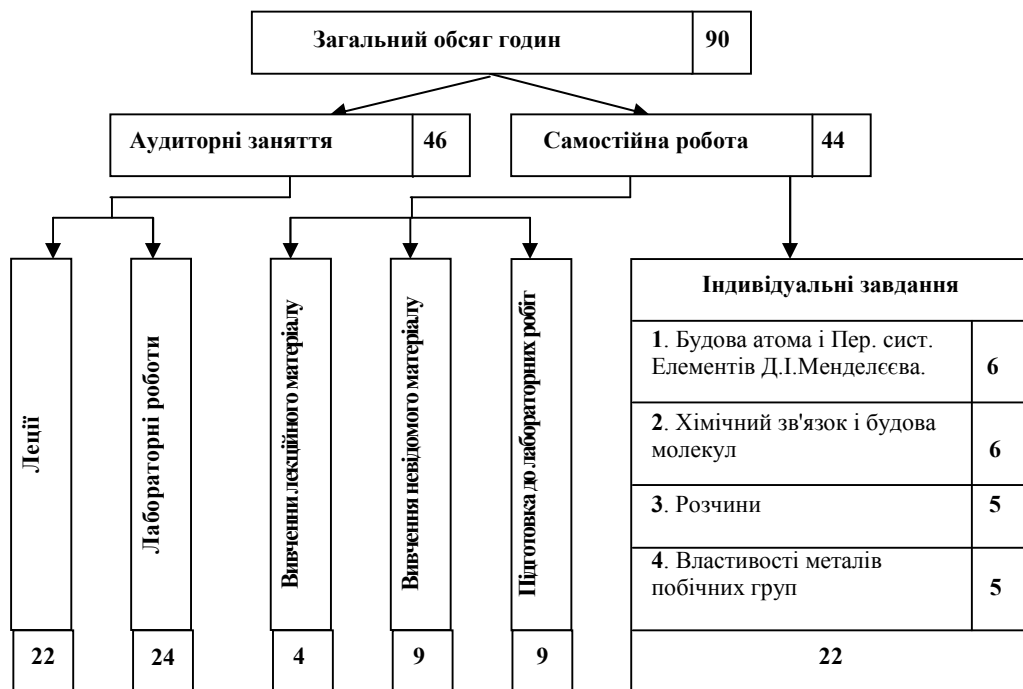 Загальний обсяг годин 90
Аудиторні заняття 46
Самостійна робота 44
Леції
Лабораторні роботи
Вивченни лекційного матеріалу
Вивчення невідомого матеріалу
Підготовка до лабораторних робіт
Індивідуальні завдання
1. Будова атома і Пер. сист.
Елементів Д.І.Менделєєва. 6
2. Хімічний зв'язок і будова
молекул 6
3. Розчини 5
4. Властивості металів
побічних груп 5
22 24 4 9 9 22